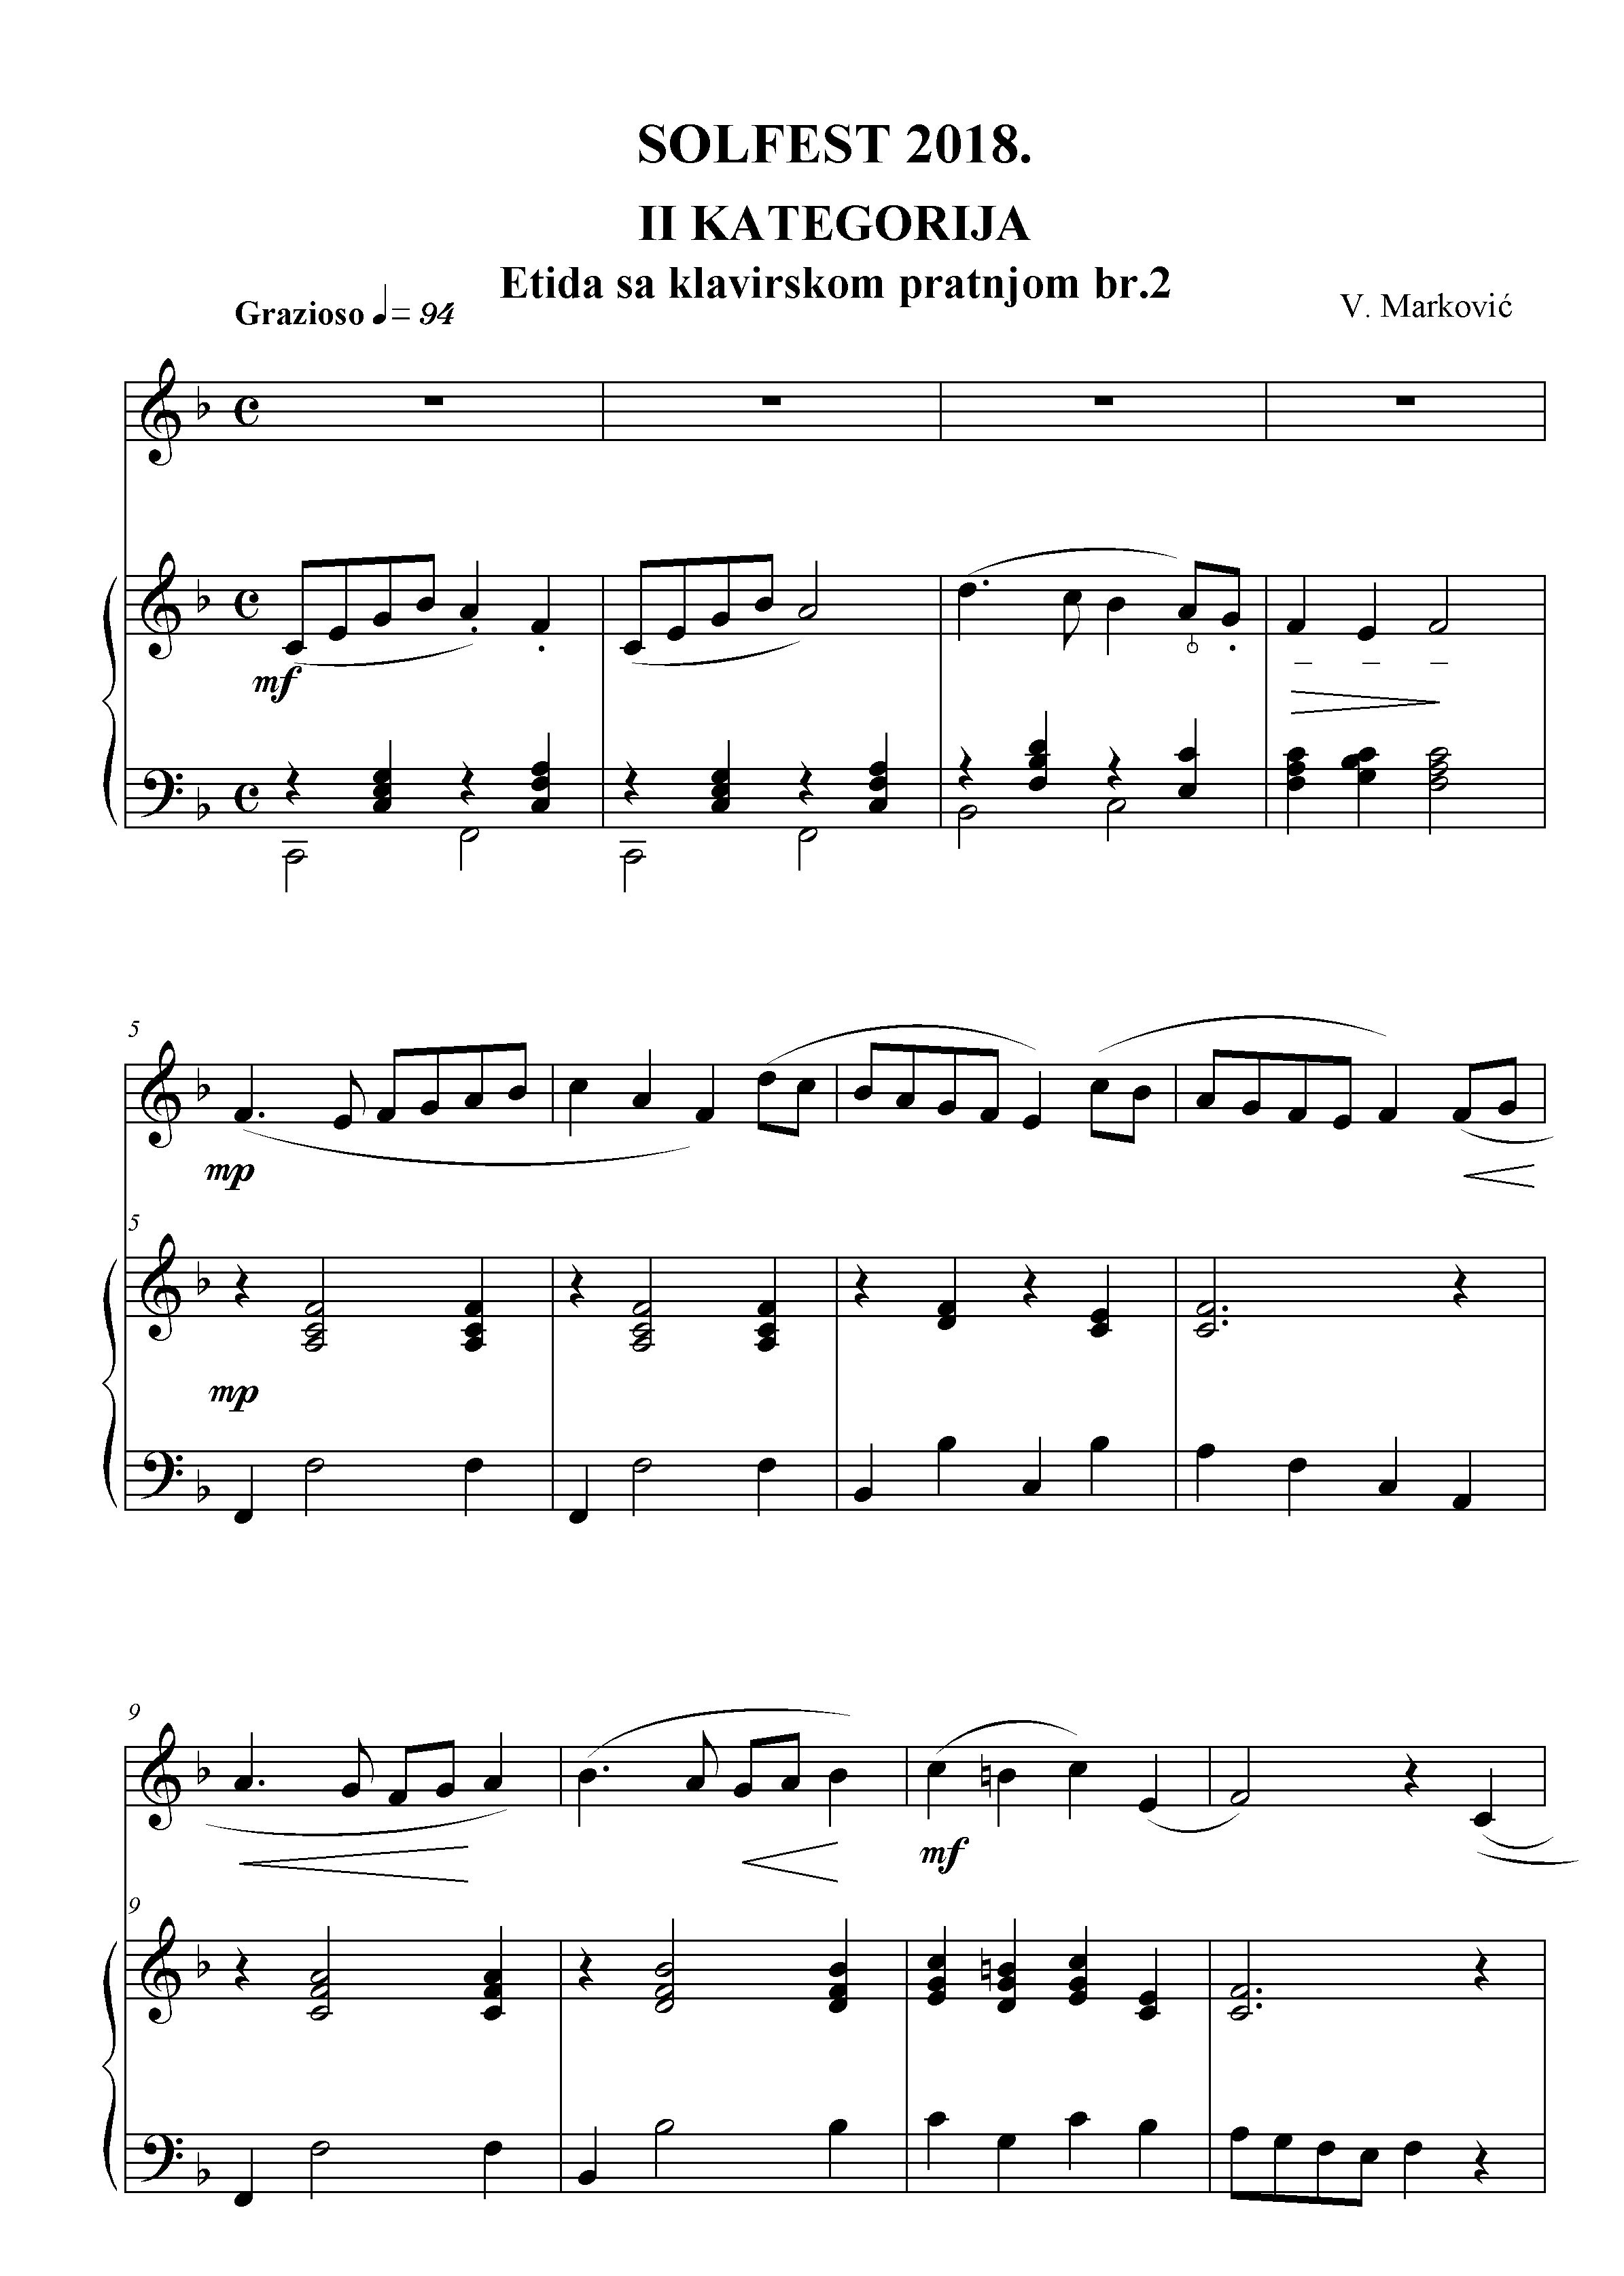 SOLFEST 2018.
II KATEGORIJA
Etida sa klavirskom pratnjom br.2
Grazioso ♩= 94
V. Marković
mf
5
mp
5
mp
9
mf
9